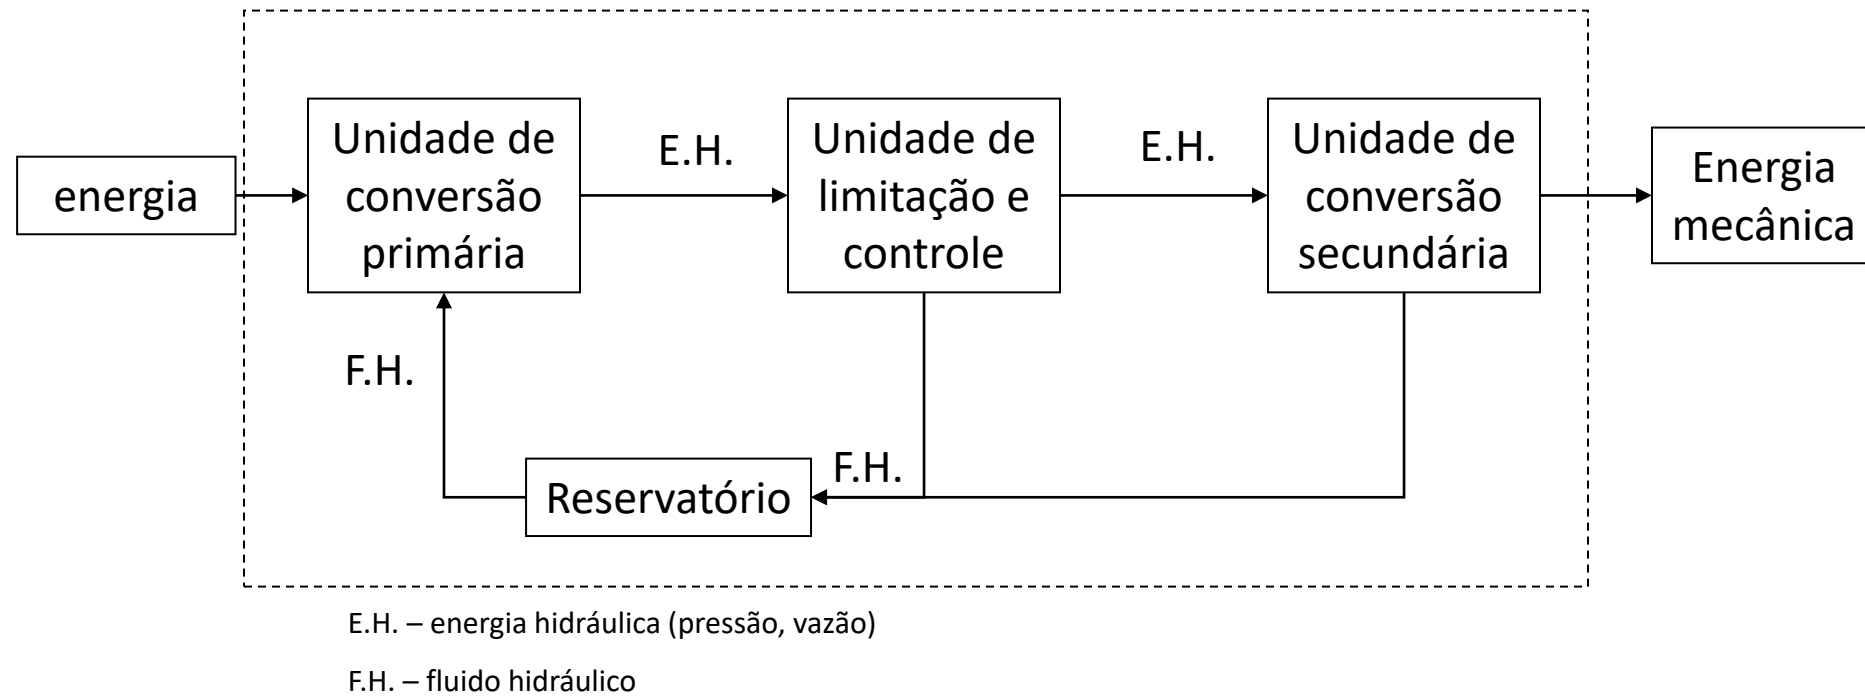 energia
Unidade de
conversão
primária
E.H.
Unidade de
limitação e
controle
E.H.
Unidade de
conversão
secundária
Energia
mecânica
F.H.
F.H.
Reservatório
E.H. – energia hidráulica (pressão, vazão)
F.H. – fluido hidráulico